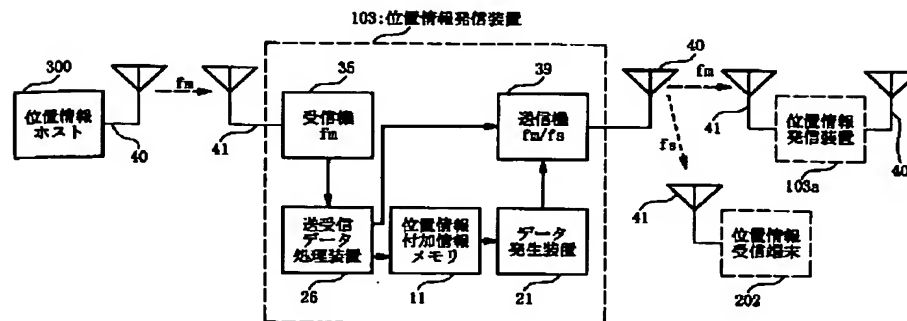 103:位置情報発信装置
300
位置情報
ホスト
40
fm
41
35
受信機
fm
39
送信機
fm/fs
40
fm
fs
41
位置情報
発信装置
103a
40
送受信
データ
処理装置
26
位置情報
付加情報
メモリ
11
データ
発生装置
21
41
位置情報
受信端末
202